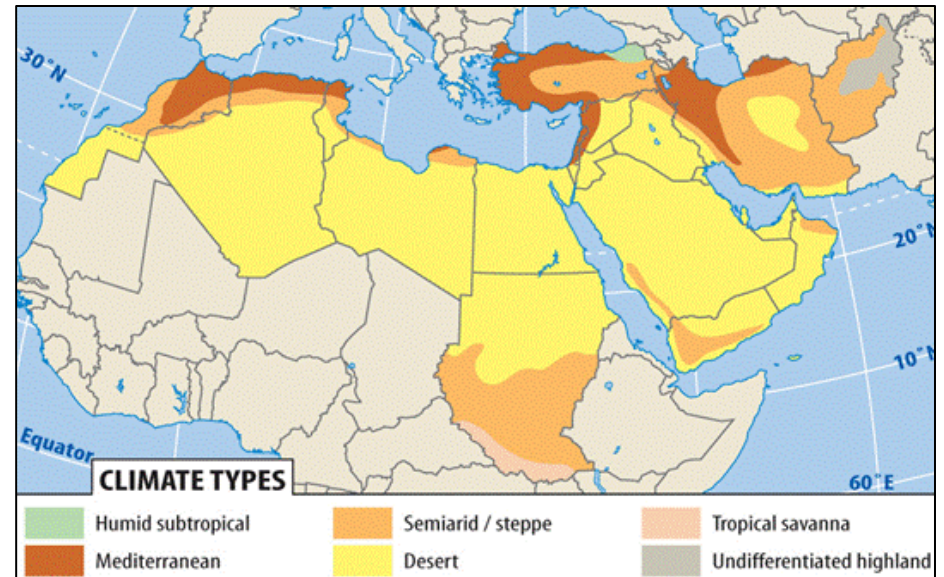 30°N
20°N
10°N
Equator
60°E
CLIMATE TYPES
Humid subtropical
Semiarid / steppe
Tropical savanna
Mediterranean
Desert
Undifferentiated highland